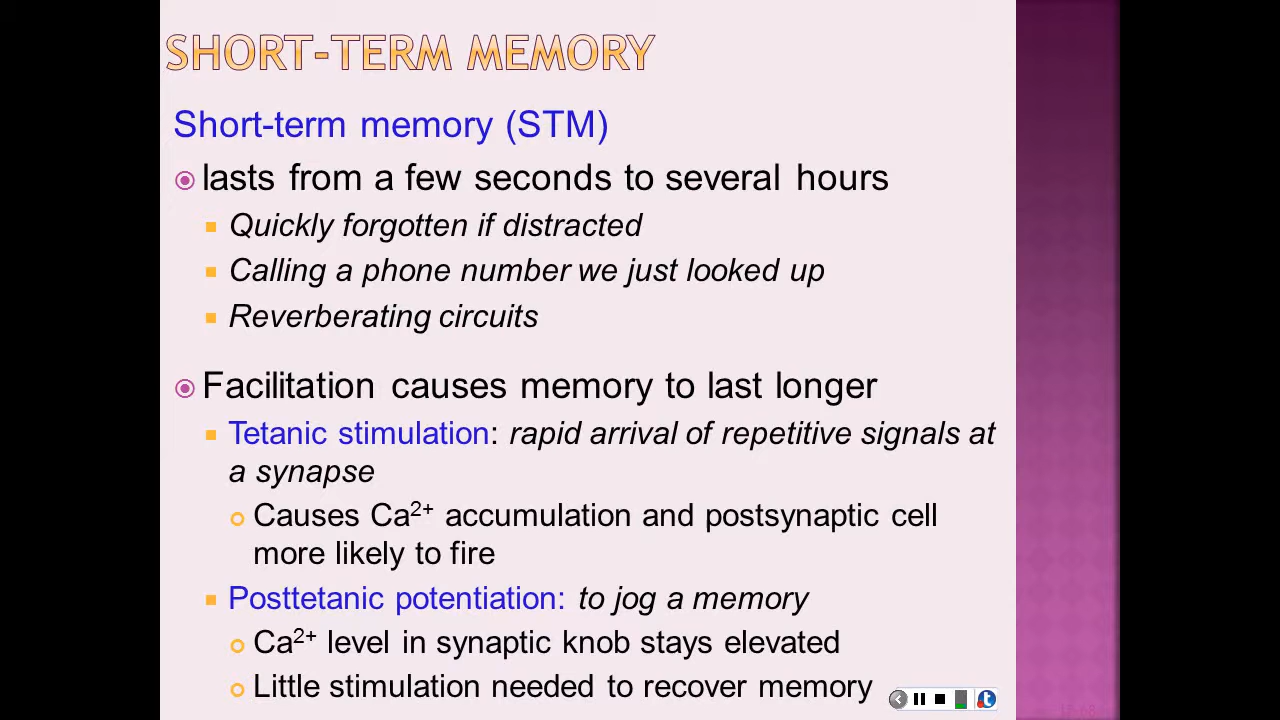 SHORT-TERM MEMORY
Short-term memory (STM)
lasts from a few seconds to several hours
Quickly forgotten if distracted
Calling a phone number we just looked up
Reverberating circuits
Facilitation causes memory to last longer
Tetanic stimulation: rapid arrival of repetitive signals at
a synapse
Causes Ca²⁺ accumulation and postsynaptic cell
more likely to fire
Posttetanic potentiation: to jog a memory
Ca²⁺ level in synaptic knob stays elevated
Little stimulation needed to recover memory